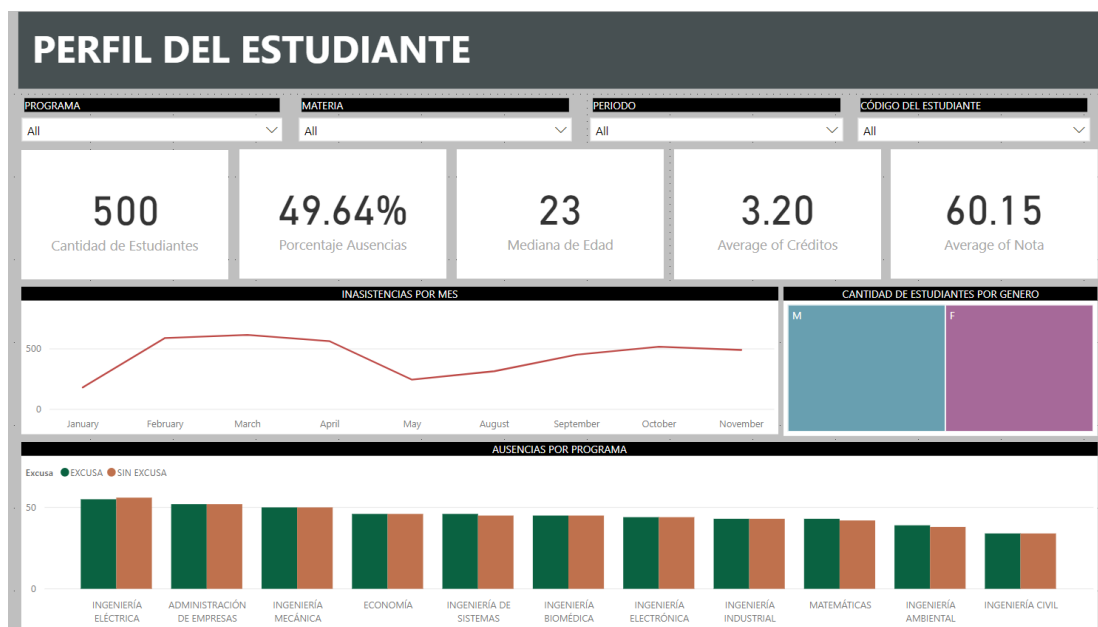 PERFIL DEL ESTUDIANTE
PROGRAMA
MATERIA
PERIODO
CÓDIGO DEL ESTUDIANTE
All
All
All
All
500
Cantidad de Estudiantes
49.64%
Porcentaje Ausencias
23
Mediana de Edad
3.20
Average of Créditos
60.15
Average of Nota
INASISTENCIAS POR MES
500
0
January
February
March
April
May
August
September
October
November
CANTIDAD DE ESTUDIANTES POR GENERO
M
F
AUSENCIAS POR PROGRAMA
Excusa EXCUSA SIN EXCUSA
50
0
INGENIERÍA
ELÉCTRICA
ADMINISTRACIÓN
DE EMPRESAS
INGENIERÍA
MECÁNICA
ECONOMÍA
INGENIERÍA DE
SISTEMAS
INGENIERÍA
BIOMÉDICA
INGENIERÍA
ELECTRÓNICA
INGENIERÍA
INDUSTRIAL
MATEMÁTICAS
INGENIERÍA
AMBIENTAL
INGENIERÍA CIVIL